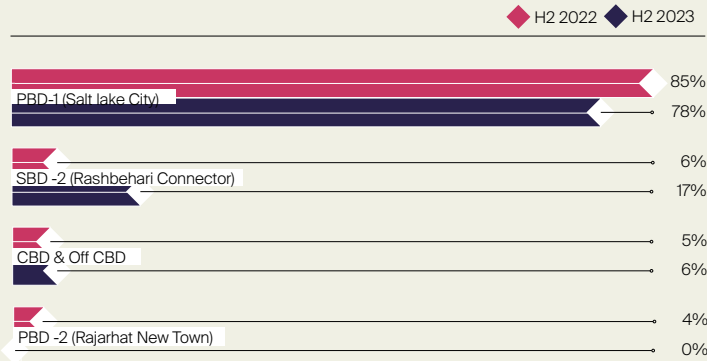 H2 2022 H2 2023
85%
PBD-1 (Salt lake City)
78%
6%
SBD -2 (Rashbehari Connector)
17%
5%
CBD & Off CBD
6%
4%
PBD -2 (Rajarhat New Town)
0%